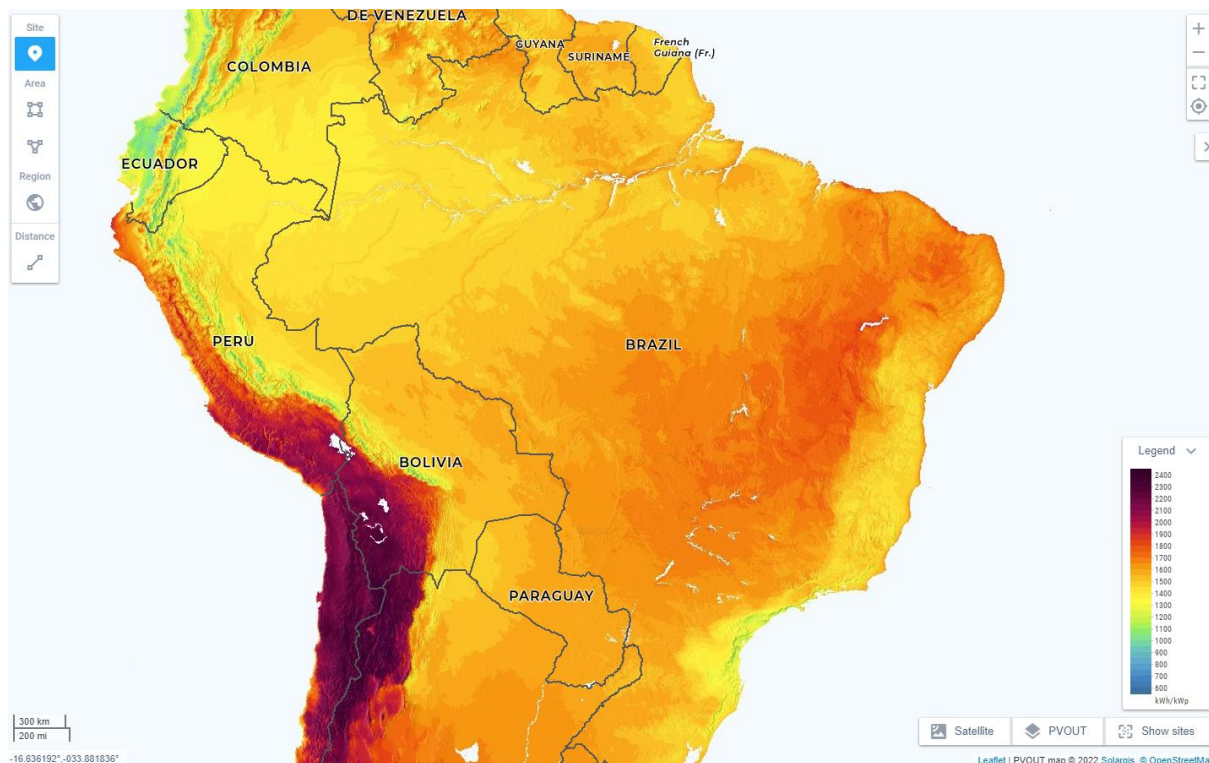 Site
Area
Region
Distance
DE VENEZUELA
GUYANA
SURINAME
French
Guiana (Fr.)
COLOMBIA
ECUADOR
PERU
BRAZIL
BOLIVIA
PARAGUAY
Legend
2400
2300
2200
2100
2000
1900
1800
1700
1600
1500
1400
1300
1200
1100
1000
900
800
700
600
kWh/kWp
300 km
200 mi
Satellite
PVOUT
Show sites
-16.636192°,-033.881836°
Leaflet | PVOUT map © 2022 Solargis, © OpenStreetMa